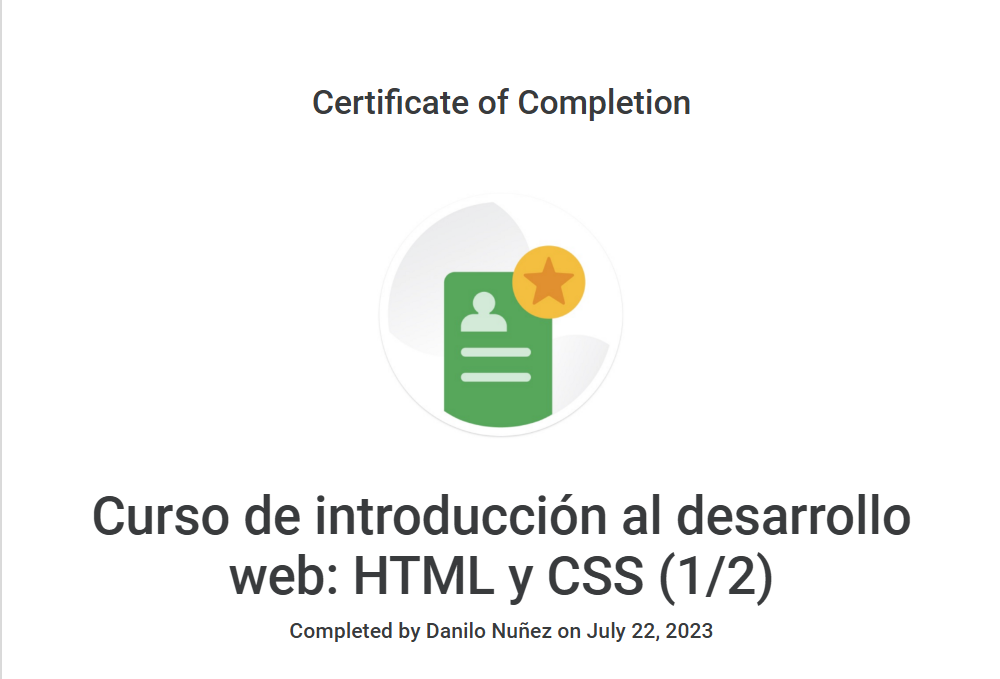 Certificate of Completion
Curso de introducción al desarrollo
web: HTML y CSS (1/2)
Completed by Danilo Nuñez on July 22, 2023